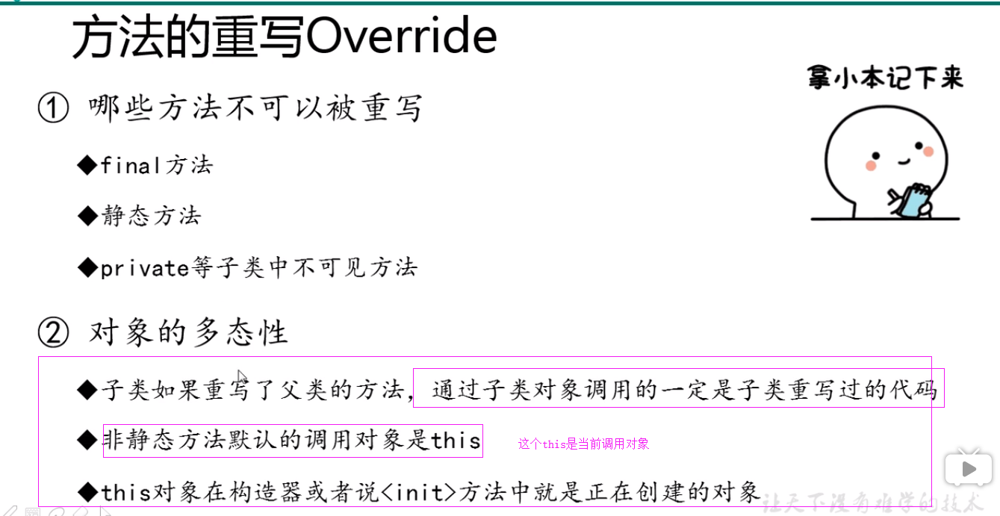 方法的重写Override
拿小本记下来
① 哪些方法不可以被重写
◆final方法
◆静态方法
◆private等子类中不可见方法
② 对象的多态性
◆子类如果重写了父类的方法，通过子类对象调用的一定是子类重写过的代码
◆非静态方法默认的调用对象是this 这个this是当前调用对象
◆this对象在构造器或者说<init>方法中就是正在创建的对象
让天下没有难学的技术